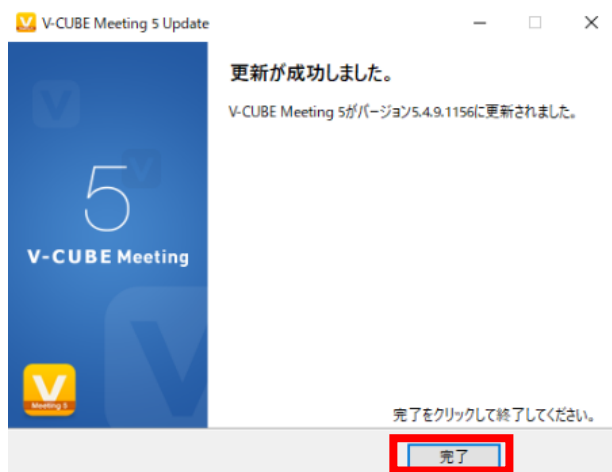 V-CUBE Meeting 5 Update
更新が成功しました。
V-CUBE Meeting 5がバージョン5.4.9.1156に更新されました。
5
V-CUBE Meeting
V
Meeting 5
完了をクリックして終了してください。
完了